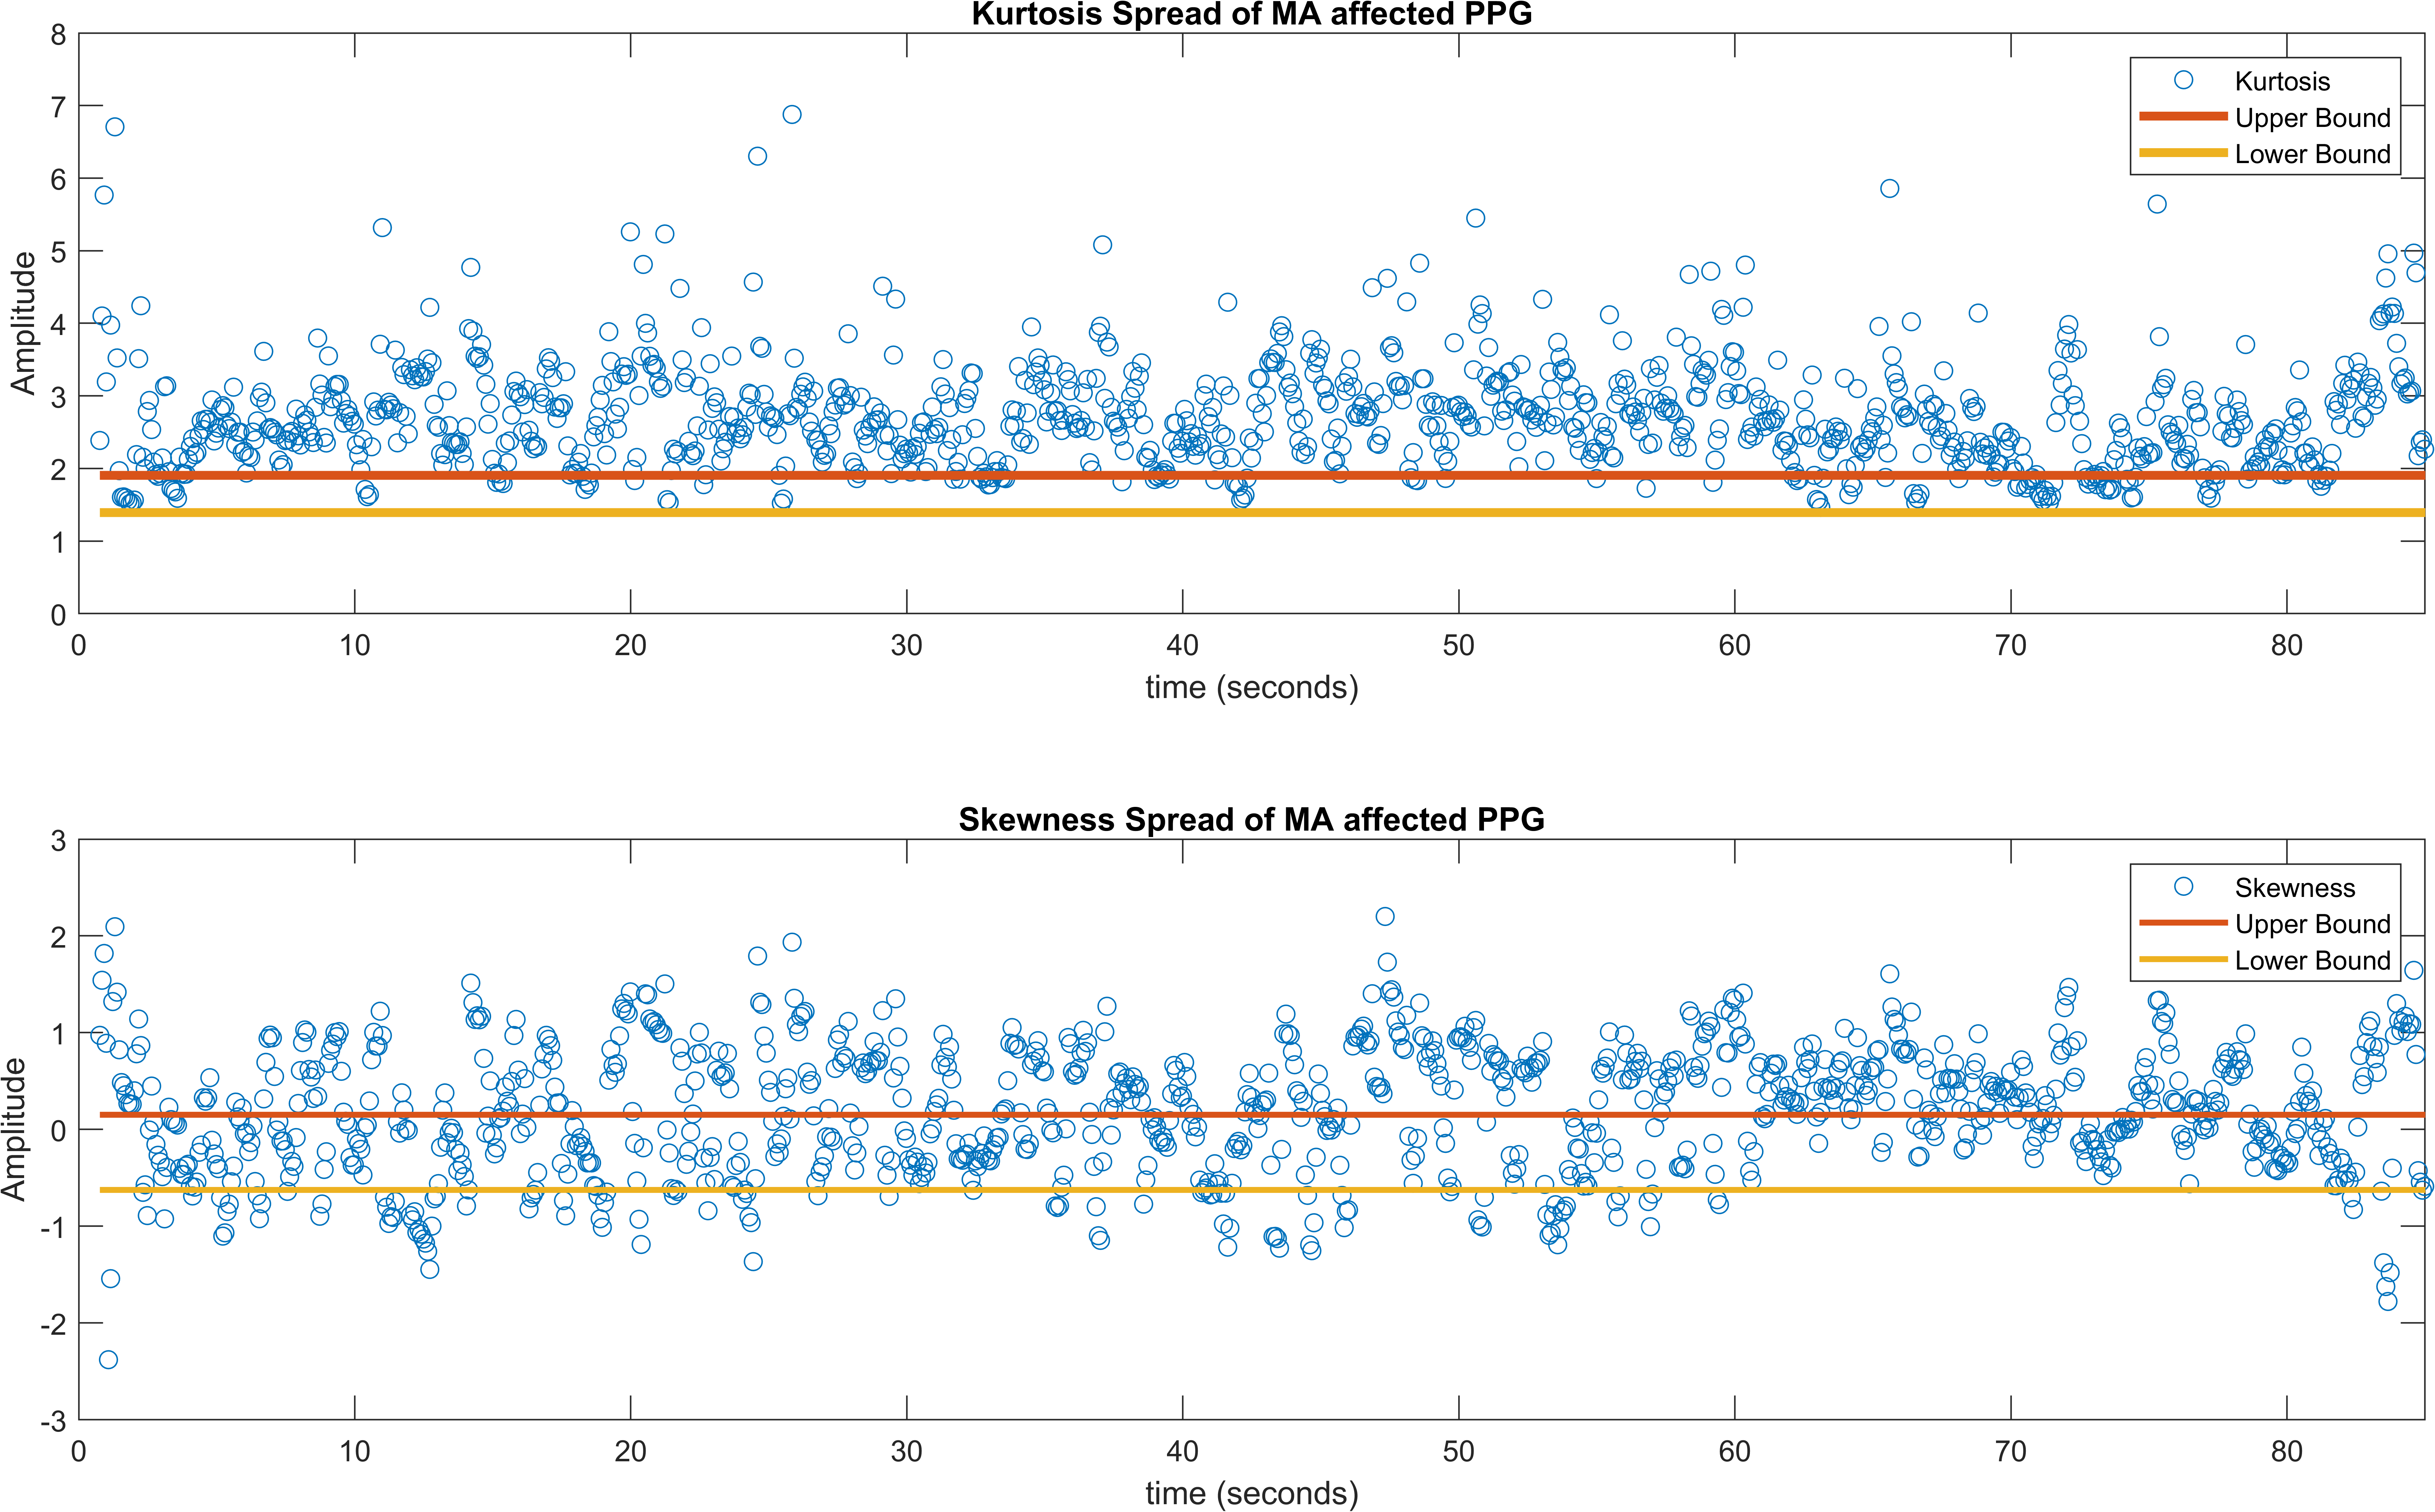 Kurtosis Spread of MA affected PPG
8
7
6
5
4
3
2
1
0
Amplitude
Kurtosis
Upper Bound
Lower Bound
0 10 20 30 40 50 60 70 80
time (seconds)
Skewness Spread of MA affected PPG
3
2
1
0
-1
-2
-3
Amplitude
Skewness
Upper Bound
Lower Bound
0 10 20 30 40 50 60 70 80
time (seconds)